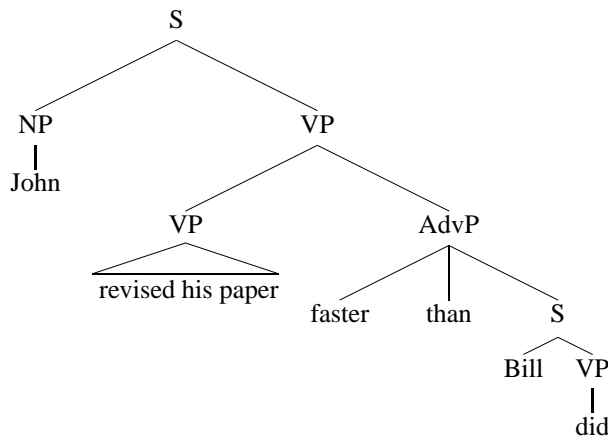 S
NP VP
John
VP AdvP
revised his paper
faster than S
Bill VP
did